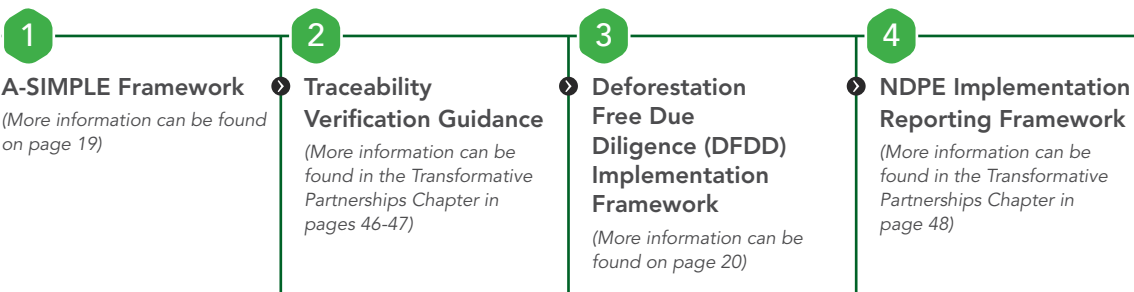 1
A-SIMPLE Framework
(More information can be found
on page 19)
2
Traceability
Verification Guidance
(More information can be
found in the Transformative
Partnerships Chapter in
pages 46-47)
3
Deforestation
Free Due
Diligence (DFDD)
Implementation
Framework
(More information can be
found on page 20)
4
NDPE Implementation
Reporting Framework
(More information can be
found in the Transformative
Partnerships Chapter in
page 48)